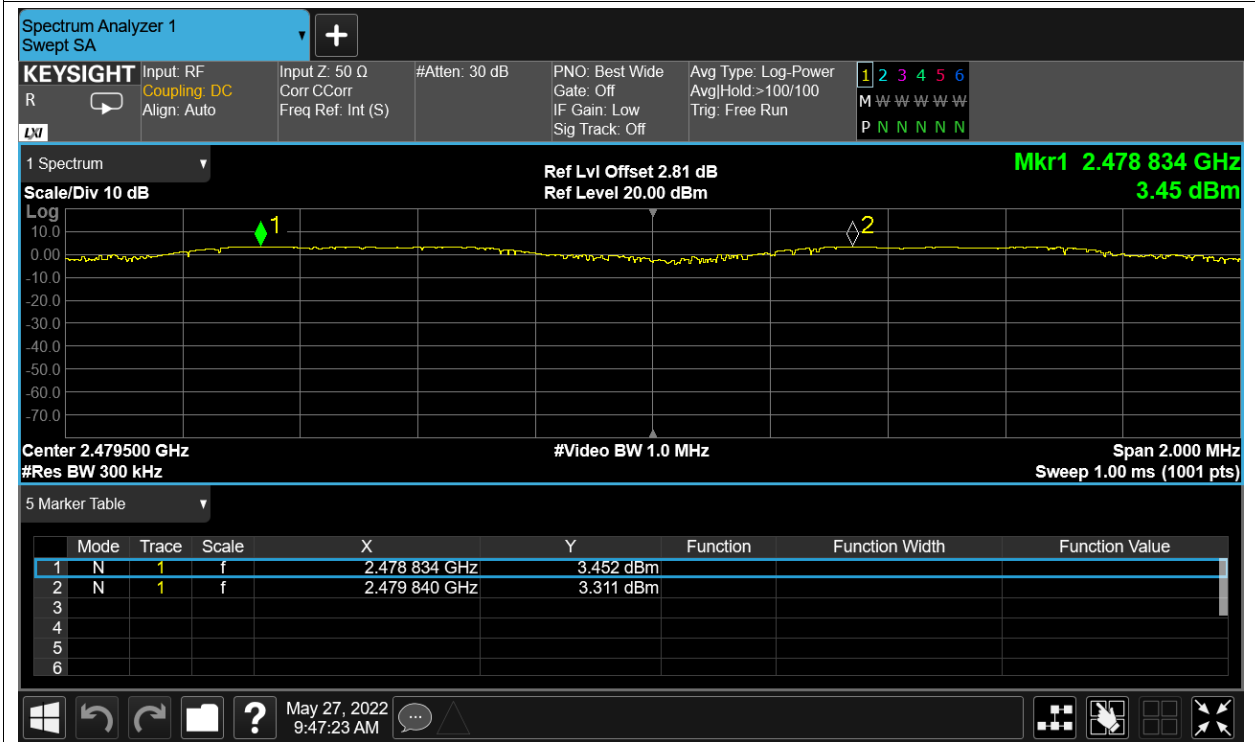 Spectrum Analyzer 1
Swept SA
+
KEYSIGHT Input: RF Input Z: 50 Ω #Atten: 30 dB PNO: Best Wide Avg Type: Log-Power 1 2 3 4 5 6
R Coupling: DC Corr CCorr Gate: Off Avg|Hold:>100/100
Align: Auto Freq Ref: Int (S) IF Gain: Low Trig: Free Run M W W W W W
LXI Sig Track: Off P N N N N N
1 Spectrum Ref Lvl Offset 2.81 dB Mkr1 2.478 834 GHz
Scale/Div 10 dB Ref Level 20.00 dBm 3.45 dBm
Log
1 2
10.0
0.00
-10.0
-20.0
-30.0
-40.0
-50.0
-60.0
-70.0
Center 2.479500 GHz #Video BW 1.0 MHz Span 2.000 MHz
#Res BW 300 kHz Sweep 1.00 ms (1001 pts)
5 Marker Table
Mode Trace Scale X Y Function Function Width Function Value
1 N 1 f 2.478 834 GHz 3.452 dBm
2 N 1 f 2.479 840 GHz 3.311 dBm
3
4
5
6
? May 27, 2022
9:47:23 AM